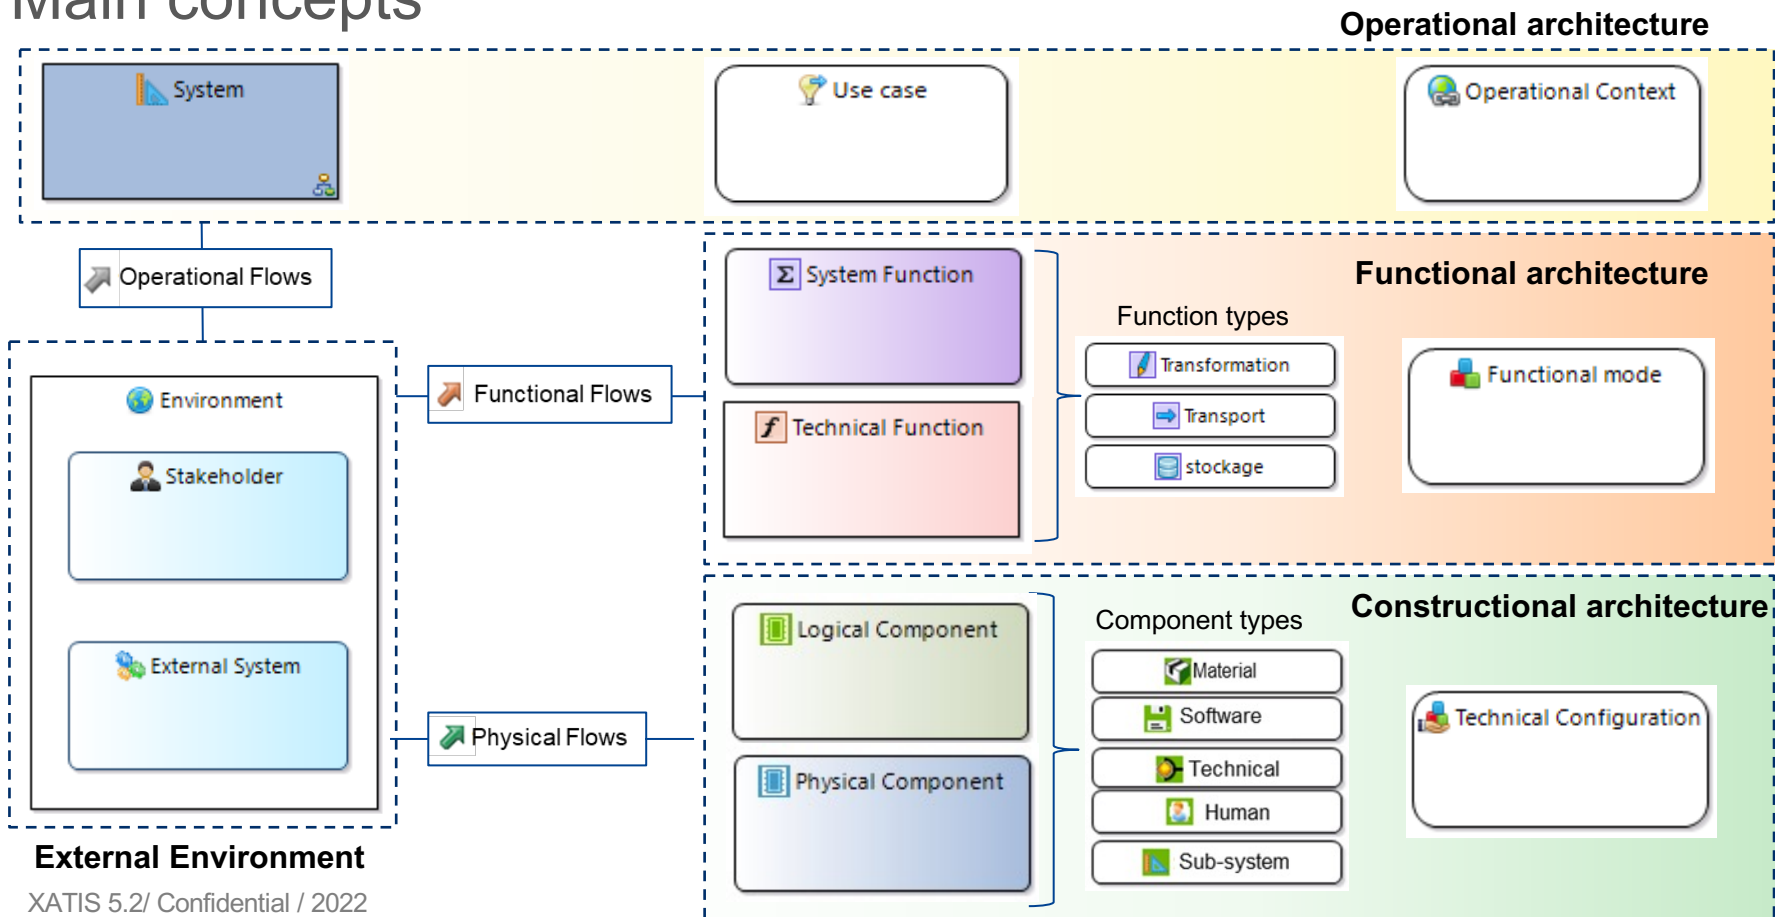 Main concepts
Operational architecture
System
Use case
Operational Context
Operational Flows
System Function
Functional architecture
Function types
Transformation
Transport
stockage
Functional mode
Technical Function
Functional Flows
Environment
Stakeholder
External System
Physical Flows
Logical Component
Physical Component
Component types
Constructional architecture
Material
Software
Technical
Human
Sub-system
Technical Configuration
External Environment
XATIS 5.2/ Confidential / 2022